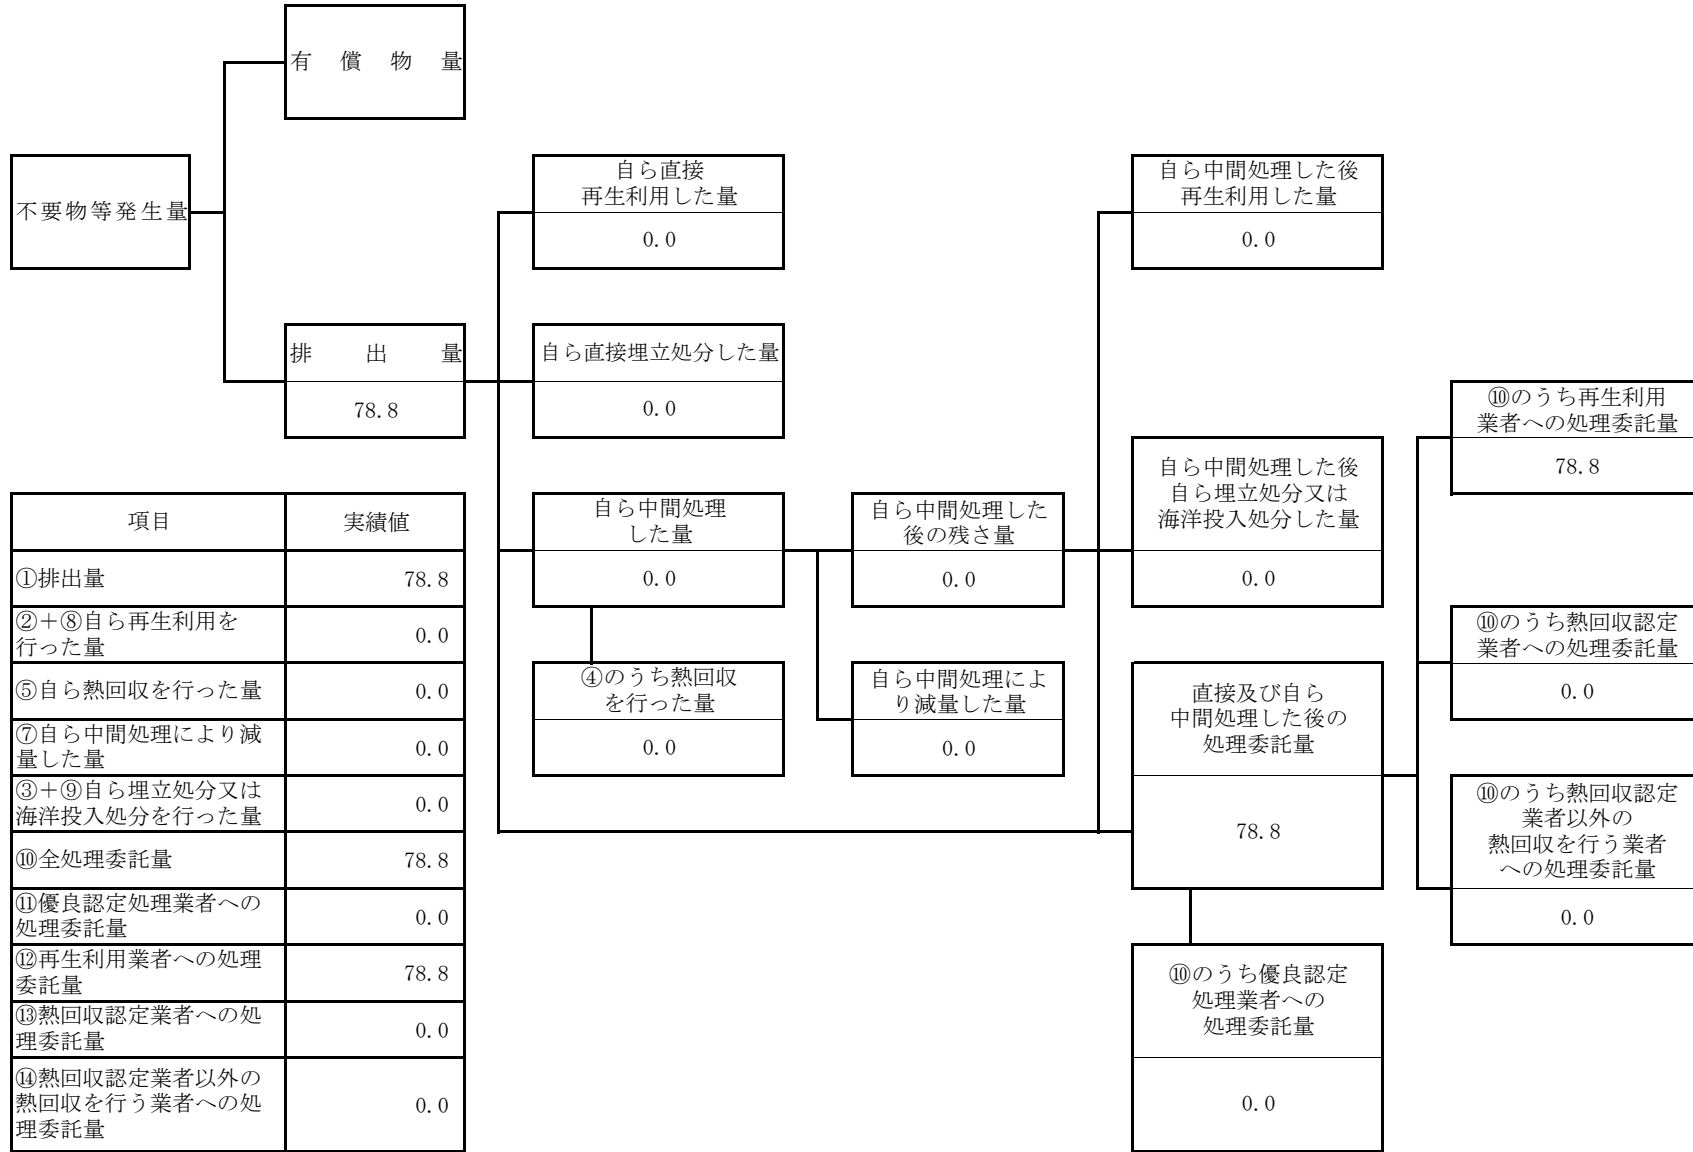 有償物量
不要物等発生量
自ら直接
再生利用した量
0.0
自ら中間処理した後
再生利用した量
0.0
排出量
78.8
自ら直接埋立処分した量
0.0
⑩のうち再生利用
業者への処理委託量
78.8
自ら中間処理した後
自ら埋立処分又は
海洋投入処分した量
0.0
自ら中間処理
した量
0.0
自ら中間処理した
後の残さ量
0.0
④のうち熱回収
を行った量
0.0
自ら中間処理によ
り減量した量
0.0
直接及び自ら
中間処理した後の
処理委託量
78.8
⑩のうち熱回収認定
業者への処理委託量
0.0
⑩のうち熱回収認定
業者以外の
熱回収を行う業者
への処理委託量
0.0
⑩のうち優良認定
処理業者への
処理委託量
0.0
項目 実績値
①排出量 78.8
②+⑧自ら再生利用を
行った量 0.0
⑤自ら熱回収を行った量 0.0
⑦自ら中間処理により減
量した量 0.0
③+⑨自ら埋立処分又は
海洋投入処分を行った量 0.0
⑩全処理委託量 78.8
⑪優良認定処理業者への
処理委託量 0.0
⑫再生利用業者への処理
委託量 78.8
⑬熱回収認定業者への処
理委託量 0.0
⑭熱回収認定業者以外の
熱回収を行う業者への処
理委託量 0.0